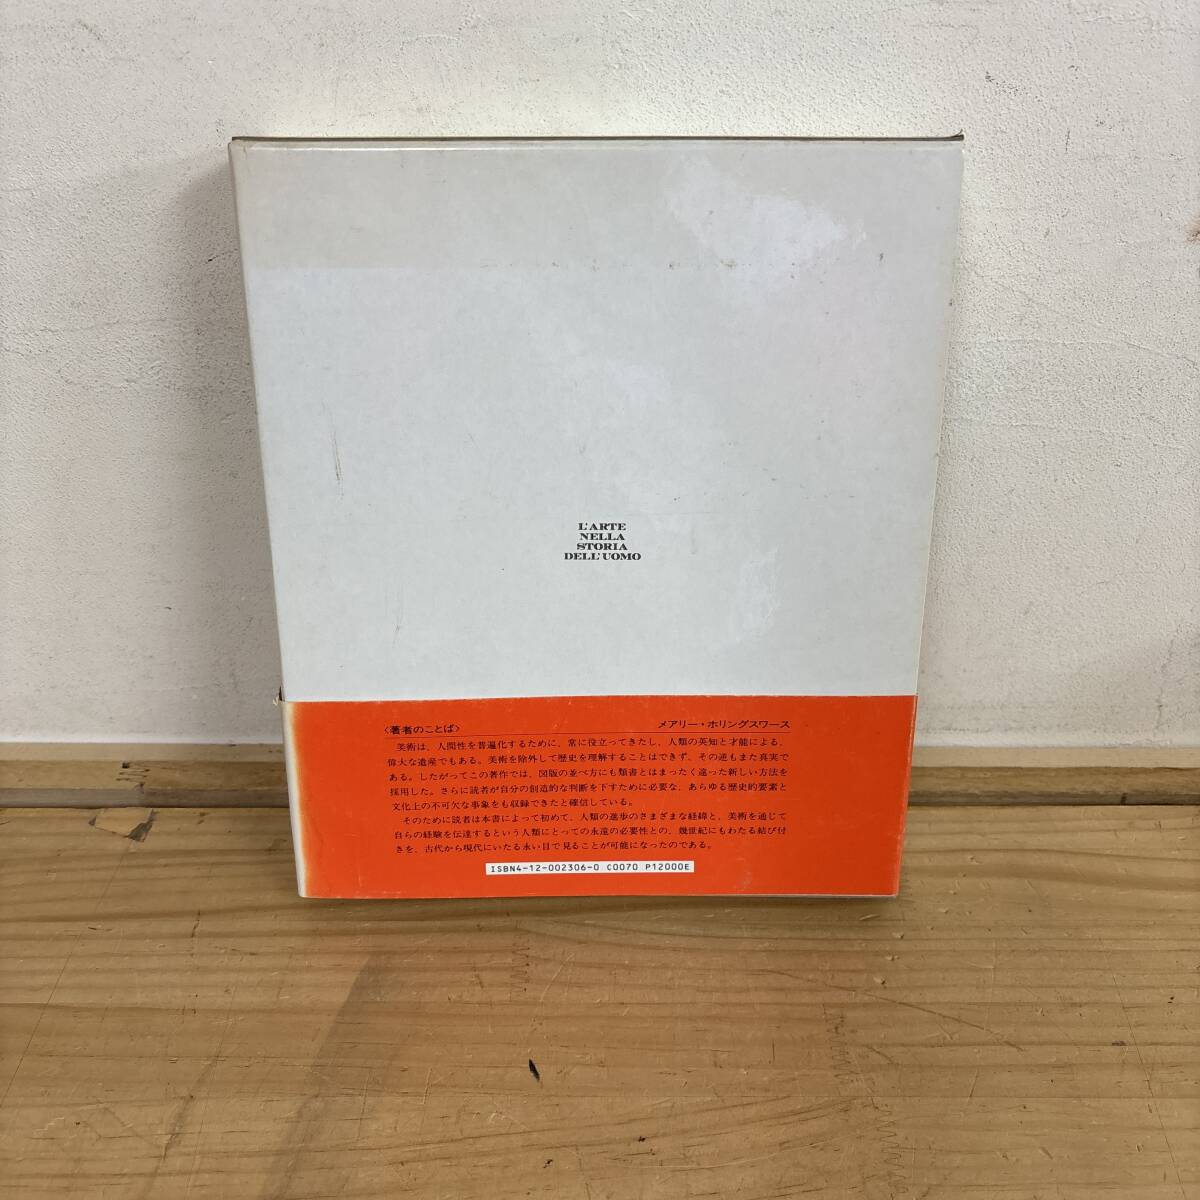 L'ARTE
NELLA
STORIA
DELL'UOMO
〈著者のことば〉 メアリー・ホリングスワース
美術は、人間性を普遍化するために、常に役立ってきたし、人類の英知と才能による、
偉大な遺産でもある。美術を除外して歴史を理解することはできず、その逆もまた真実で
ある。したがってこの著作では、図版の並べ方にも類書とはまったく違った新しい方法を
採用した。さらに読者が自分の創造的な判断を下すために必要な、あらゆる歴史的要素と
文化上の不可欠な事象をも収録できたと確信している。
そのために読者は本書によって初めて、人類の進歩のさまざまな経緯と、美術を通じて
自らの経験を伝達するという人類にとっての永遠の必要性との、幾世紀にもわたる結び付
きを、古代から現代にいたる永い目で見ることが可能になったのである。
ISBN4-12-002306-0 C0070 P12000E